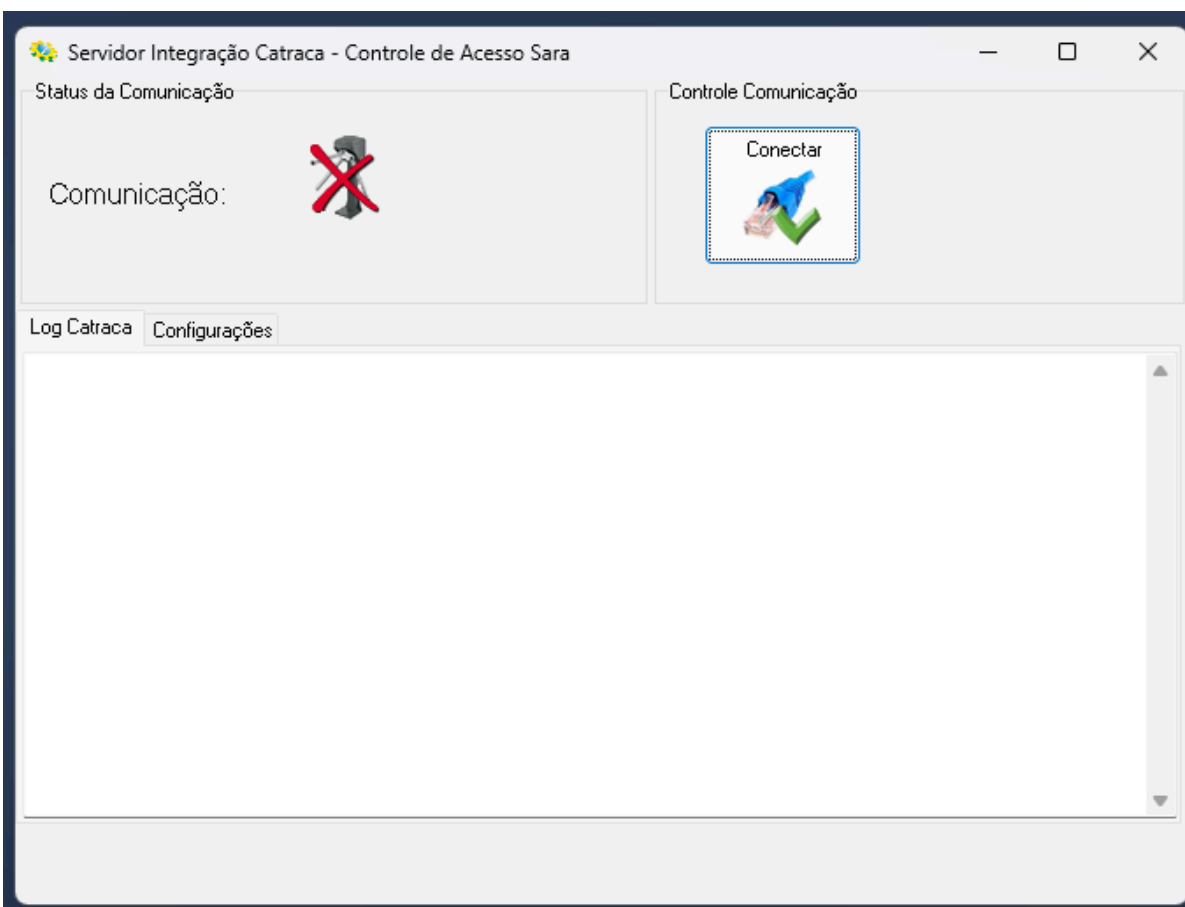 Servidor Integração Catraca - Controle de Acesso Sara
Status da Comunicação
Controle Comunicação
Conectar
Comunicação:
Log Catraca
Configurações